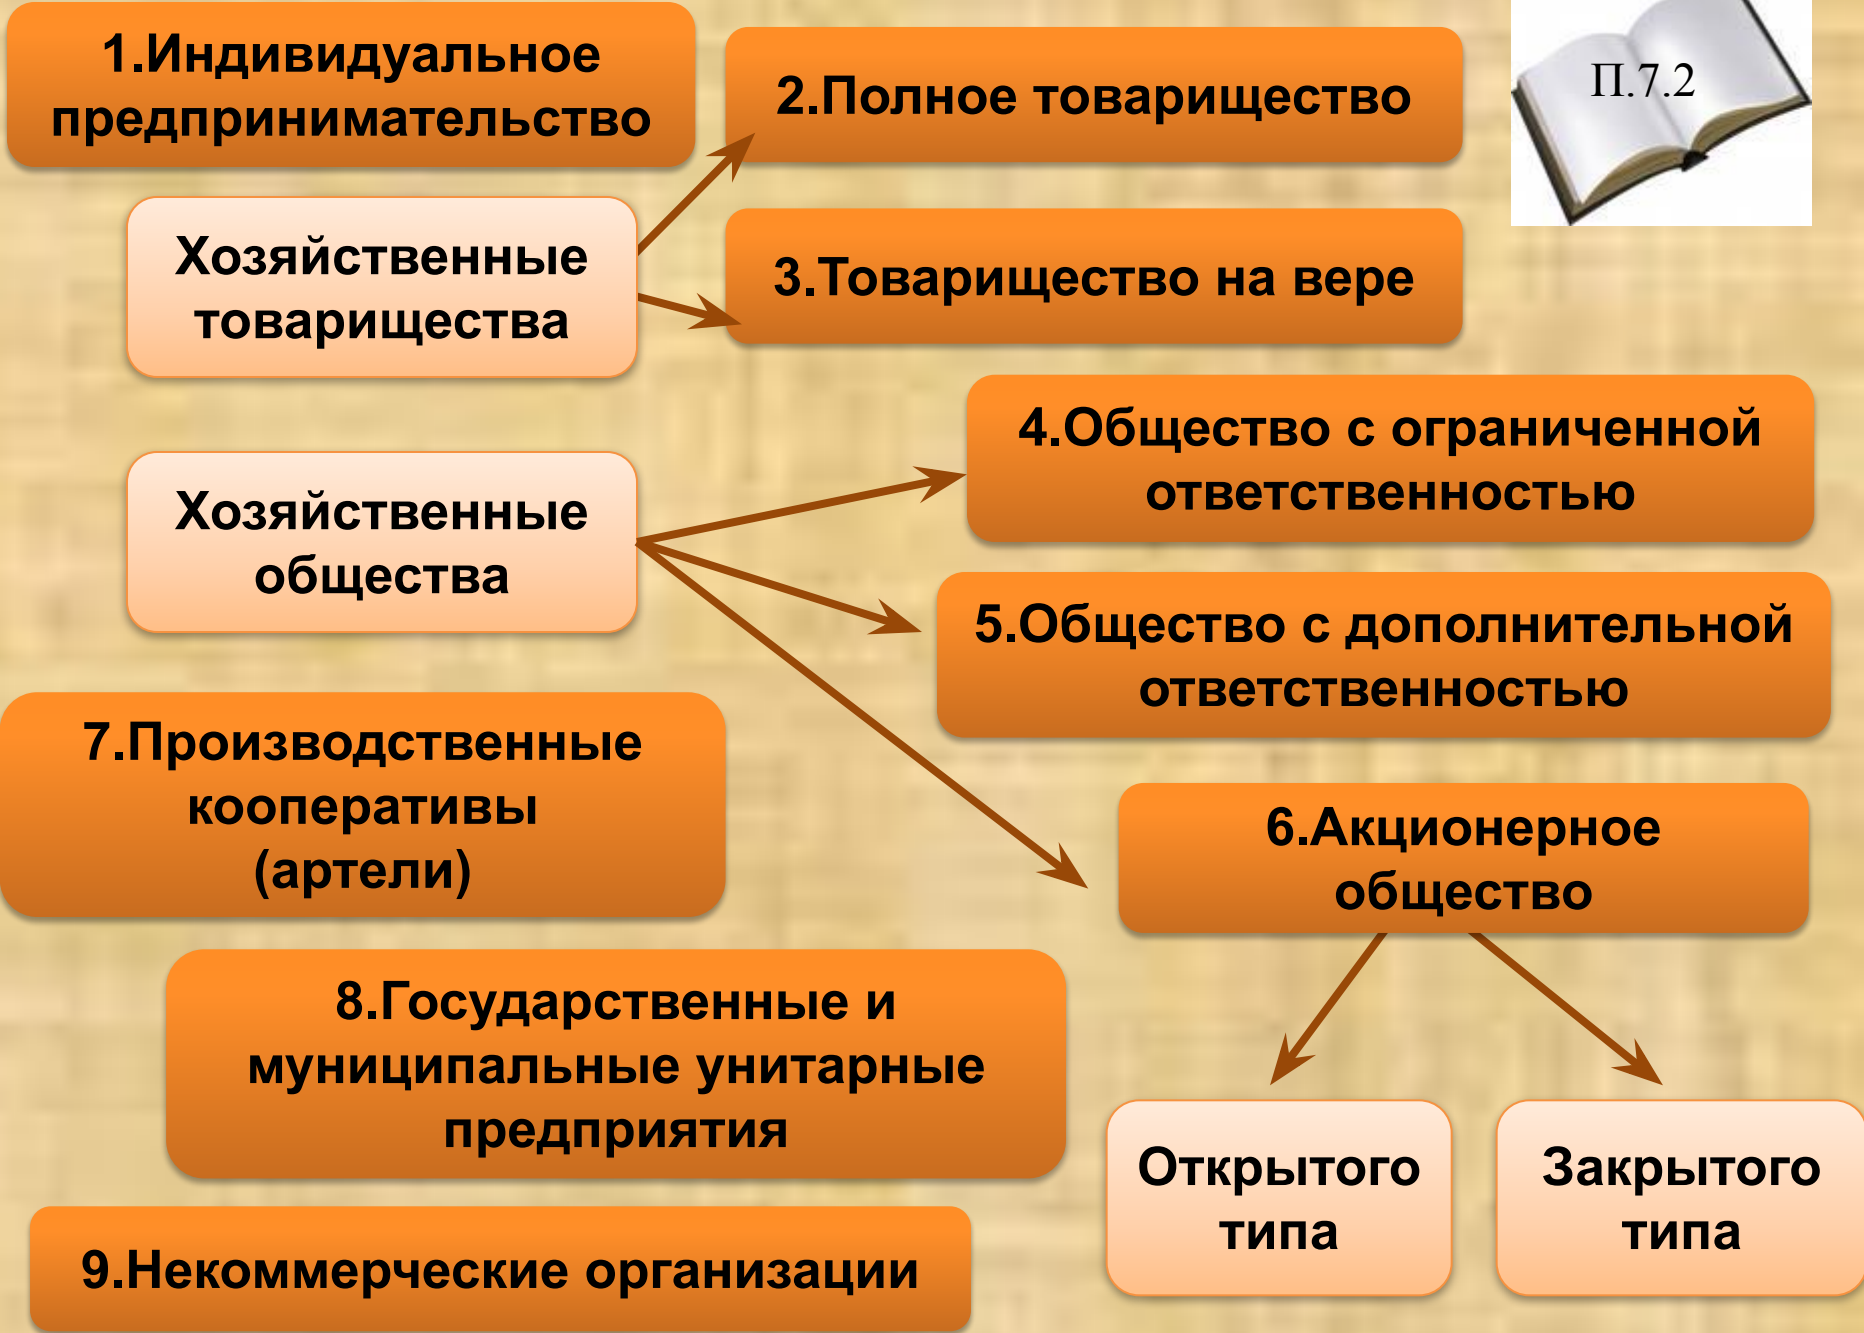 1.Индивидуальное
предпринимательство
2.Полное товарищество
П.7.2
Хозяйственные
товарищества
3.Товарищество на вере
4.Общество с ограниченной
ответственностью
Хозяйственные
общества
5.Общество с дополнительной
ответственностью
7.Производственные
кооперативы
(артели)
6.Акционерное
общество
8.Государственные и
муниципальные унитарные
предприятия
Открытого
типа
Закрытого
типа
9.Некоммерческие организации